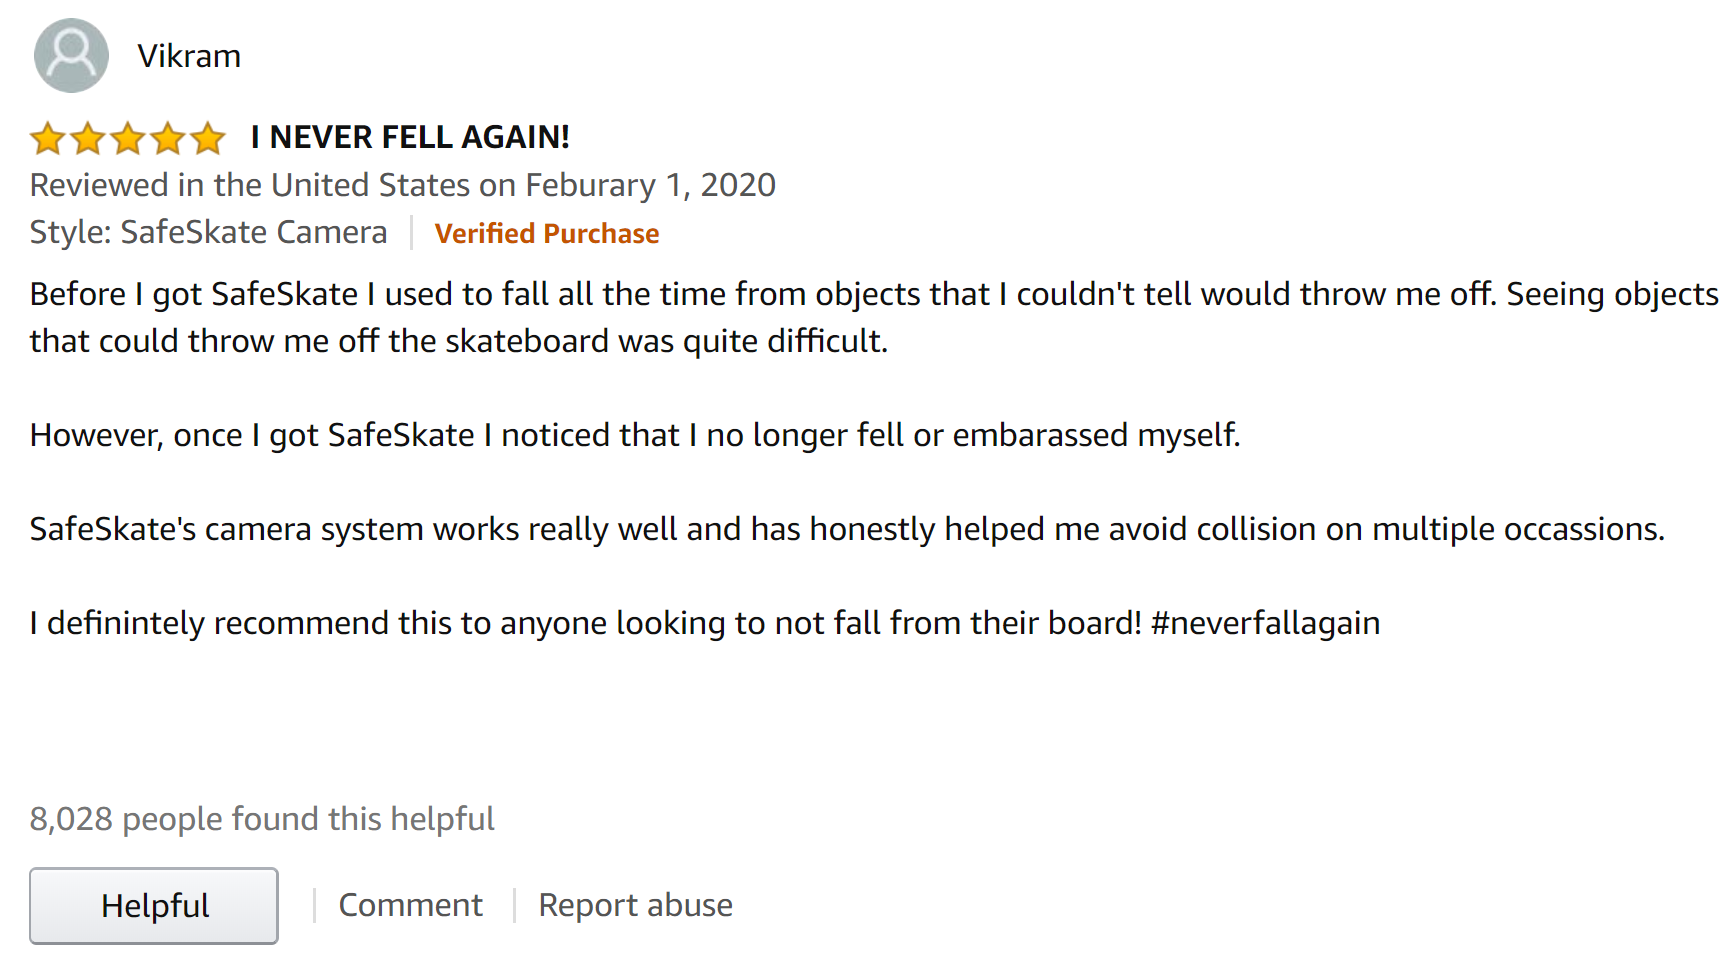 Vikram
I NEVER FELL AGAIN!
Reviewed in the United States on Feburary 1, 2020
Style: SafeSkate Camera Verified Purchase
Before I got SafeSkate I used to fall all the time from objects that I couldn't tell would throw me off. Seeing objects
that could throw me off the skateboard was quite difficult.
However, once I got SafeSkate I noticed that I no longer fell or embarassed myself.
SafeSkate's camera system works really well and has honestly helped me avoid collision on multiple occassions.
I definintely recommend this to anyone looking to not fall from their board! #neverfallagain
8,028 people found this helpful
Helpful Comment Report abuse